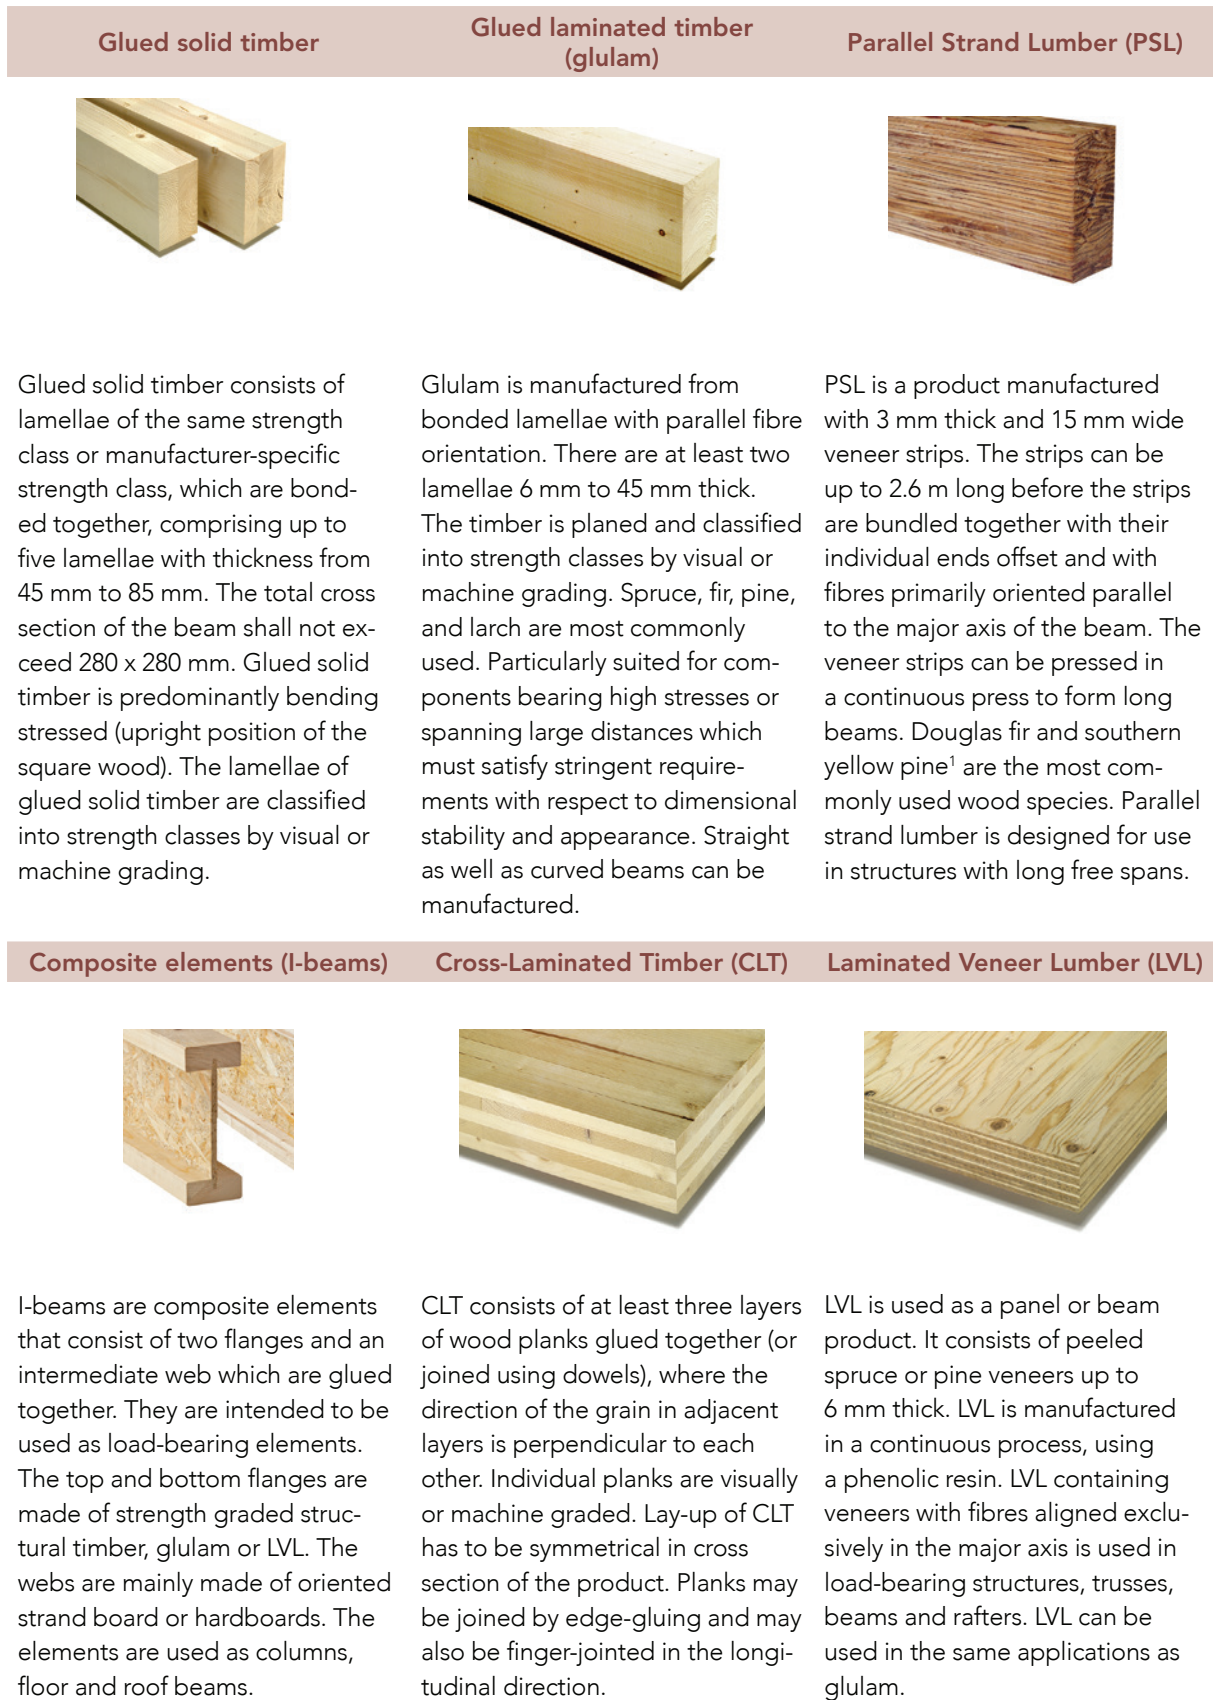 Glued solid timber
Glued laminated timber
(glulam)
Parallel Strand Lumber (PSL)
Glued solid timber consists of
lamellae of the same strength
class or manufacturer-specific
strength class, which are bond-
ed together, comprising up to
five lamellae with thickness from
45 mm to 85 mm. The total cross
section of the beam shall not ex-
ceed 280 x 280 mm. Glued solid
timber is predominantly bending
stressed (upright position of the
square wood). The lamellae of
glued solid timber are classified
into strength classes by visual or
machine grading.
Glulam is manufactured from
bonded lamellae with parallel fibre
orientation. There are at least two
lamellae 6 mm to 45 mm thick.
The timber is planed and classified
into strength classes by visual or
machine grading. Spruce, fir, pine,
and larch are most commonly
used. Particularly suited for com-
ponents bearing high stresses or
spanning large distances which
must satisfy stringent require-
ments with respect to dimensional
stability and appearance. Straight
as well as curved beams can be
manufactured.
PSL is a product manufactured
with 3 mm thick and 15 mm wide
veneer strips. The strips can be
up to 2.6 m long before the strips
are bundled together with their
individual ends offset and with
fibres primarily oriented parallel
to the major axis of the beam. The
veneer strips can be pressed in
a continuous press to form long
beams. Douglas fir and southern
yellow pine¹ are the most com-
monly used wood species. Parallel
strand lumber is designed for use
in structures with long free spans.
Composite elements (I-beams)
Cross-Laminated Timber (CLT)
Laminated Veneer Lumber (LVL)
I-beams are composite elements
that consist of two flanges and an
intermediate web which are glued
together. They are intended to be
used as load-bearing elements.
The top and bottom flanges are
made of strength graded struc-
tural timber, glulam or LVL. The
webs are mainly made of oriented
strand board or hardboards. The
elements are used as columns,
floor and roof beams.
CLT consists of at least three layers
of wood planks glued together (or
joined using dowels), where the
direction of the grain in adjacent
layers is perpendicular to each
other. Individual planks are visually
or machine graded. Lay-up of CLT
has to be symmetrical in cross
section of the product. Planks may
be joined by edge-gluing and may
also be finger-jointed in the longi-
tudinal direction.
LVL is used as a panel or beam
product. It consists of peeled
spruce or pine veneers up to
6 mm thick. LVL is manufactured
in a continuous process, using
a phenolic resin. LVL containing
veneers with fibres aligned exclu-
sively in the major axis is used in
load-bearing structures, trusses,
beams and rafters. LVL can be
used in the same applications as
glulam.